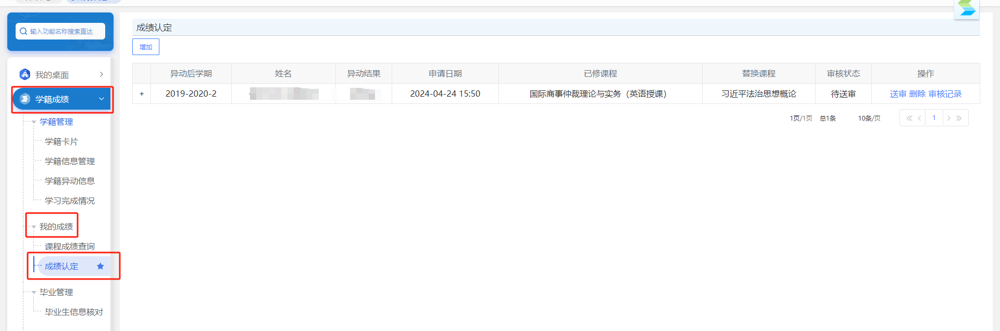 输入功能名称搜索直达
我的桌面
学籍成绩
学籍管理
学籍卡片
学籍信息管理
学籍异动信息
学习完成情况
我的成绩
课程成绩查询
成绩认定
毕业管理
毕业生信息核对
成绩认定
增加
异动后学期 姓名 异动结果 申请日期 已修课程 替换课程 审核状态 操作
+ 2019-2020-2 2024-04-24 15:50 国际商事仲裁理论与实务（英语授课） 习近平法治思想概论 待送审 送审 删除 审核记录
1页/1页 总1条 10条/页 1